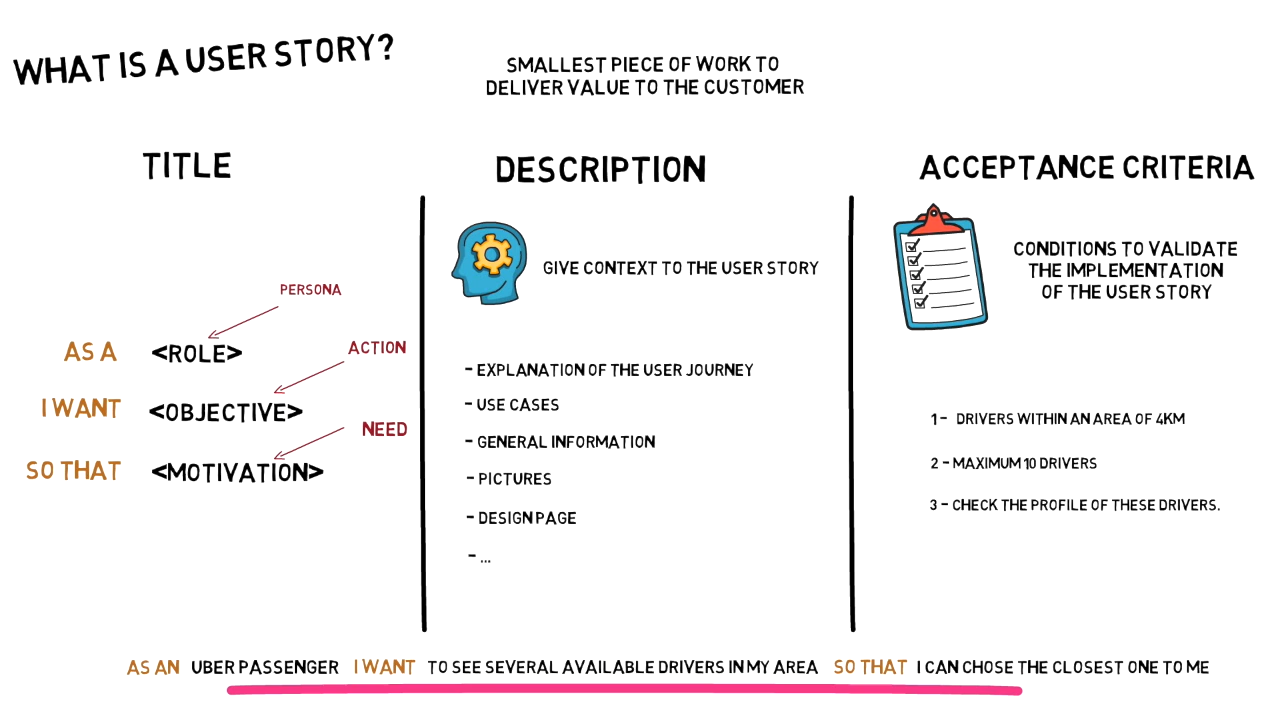 WHAT IS A USER STORY?
SMALLEST PIECE OF WORK TO
DELIVER VALUE TO THE CUSTOMER
TITLE
PERSONA
AS A <ROLE>
ACTION
I WANT <OBJECTIVE>
NEED
SO THAT <MOTIVATION>
DESCRIPTION
GIVE CONTEXT TO THE USER STORY
- EXPLANATION OF THE USER JOURNEY
- USE CASES
- GENERAL INFORMATION
- PICTURES
- DESIGN PAGE
- ...
ACCEPTANCE CRITERIA
CONDITIONS TO VALIDATE
THE IMPLEMENTATION
OF THE USER STORY
1 - DRIVERS WITHIN AN AREA OF 4KM
2 - MAXIMUM 10 DRIVERS
3 - CHECK THE PROFILE OF THESE DRIVERS.
AS AN UBER PASSENGER I WANT TO SEE SEVERAL AVAILABLE DRIVERS IN MY AREA SO THAT I CAN CHOSE THE CLOSEST ONE TO ME